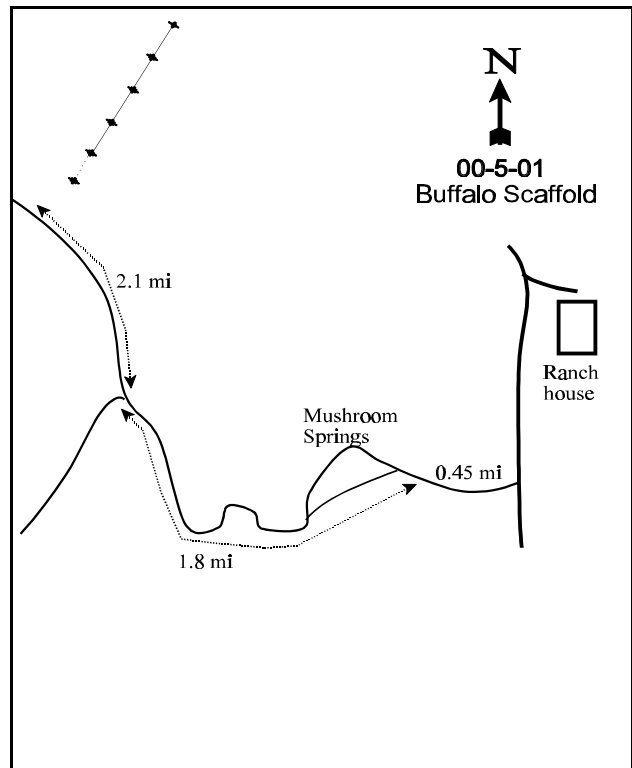 N
00-5-01
Buffalo Scaffold
2.1 mi
Ranch
house
Mushroom
Springs
0.45 mi
1.8 mi